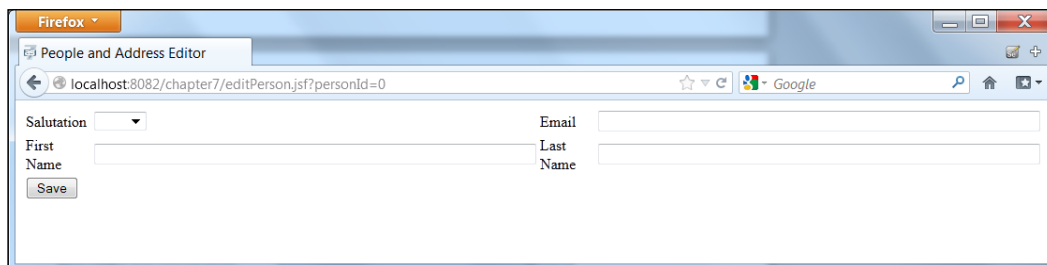 Firefox
People and Address Editor
localhost:8082/chapter7/editPerson.jsf?personId=0
Google
Salutation
Email
First
Name
Last
Name
Save